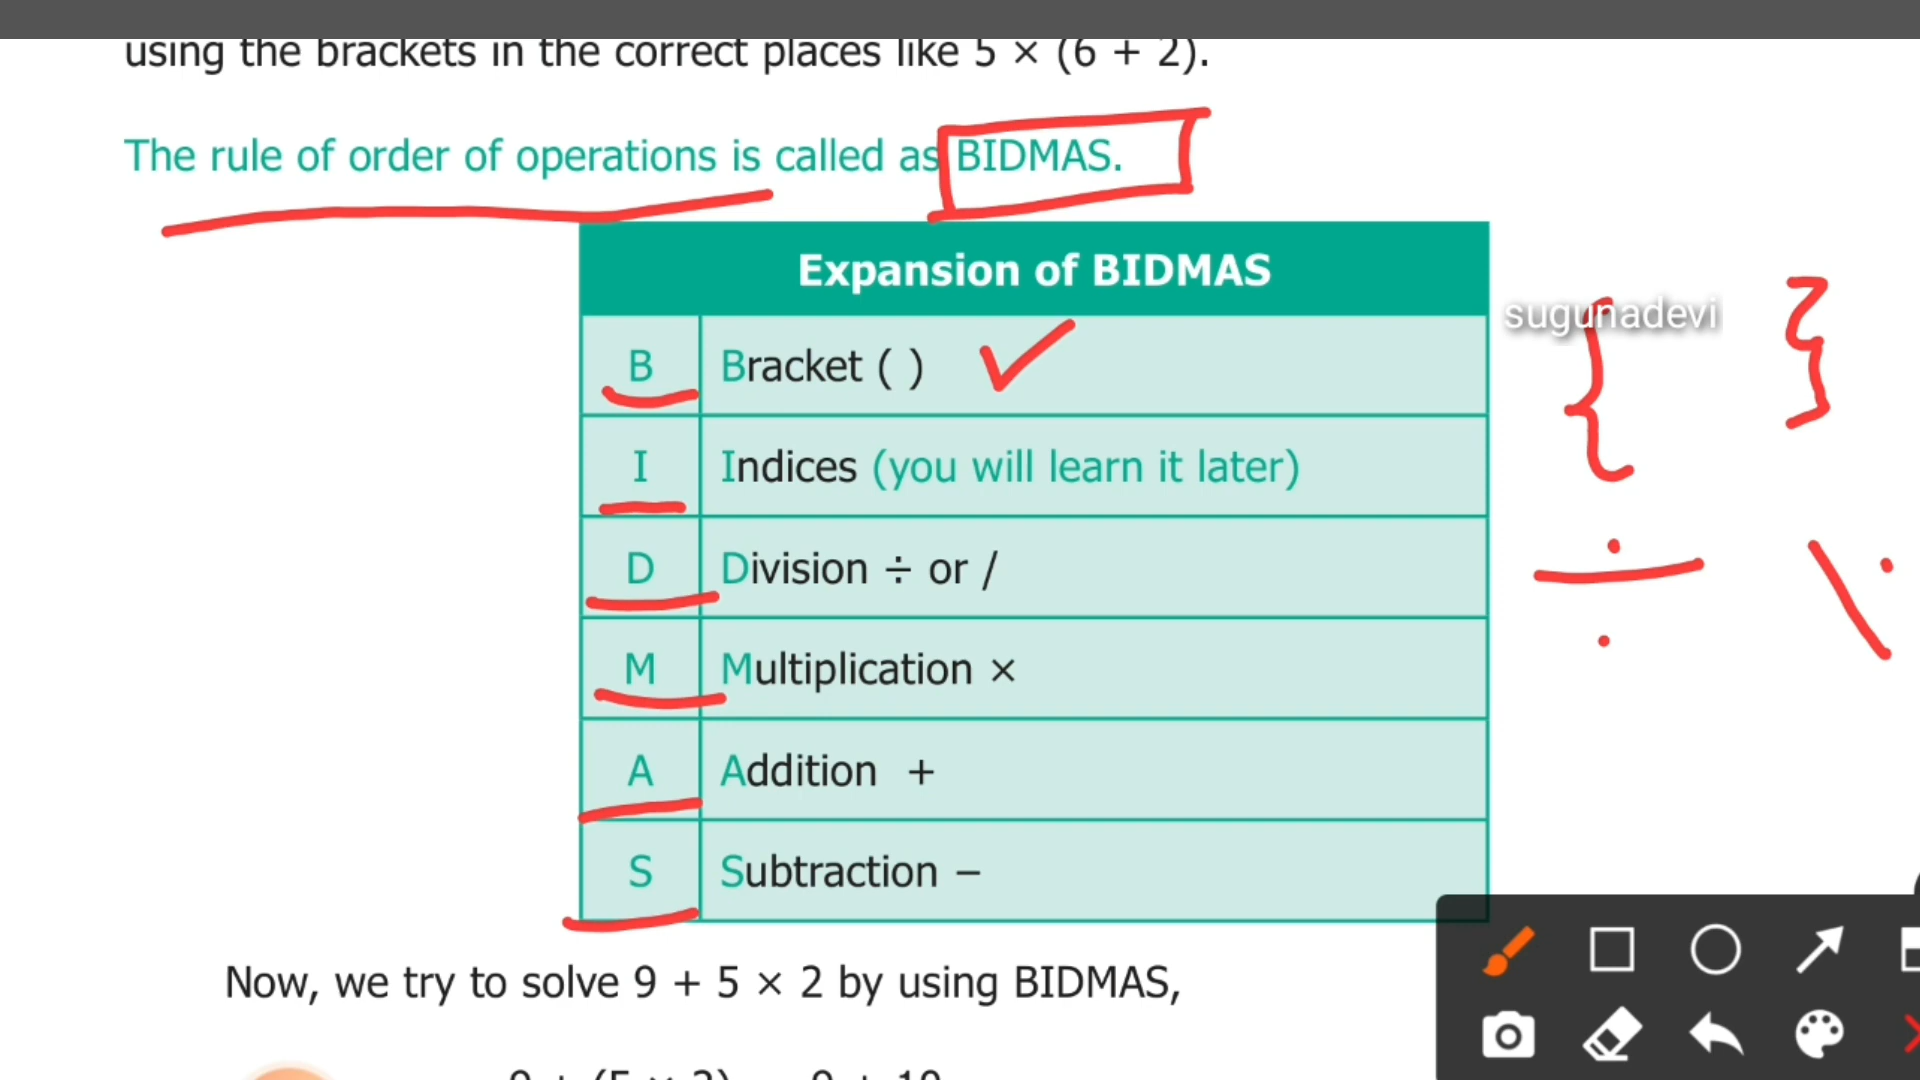 using the brackets in the correct places like 5 × (6 + 2).
The rule of order of operations is called as BIDMAS.
Expansion of BIDMAS
sugunadevi
B Bracket ( )
I Indices (you will learn it later)
D Division ÷ or /
M Multiplication ×
A Addition +
S Subtraction −
{ }
÷
Now, we try to solve 9 + 5 × 2 by using BIDMAS,